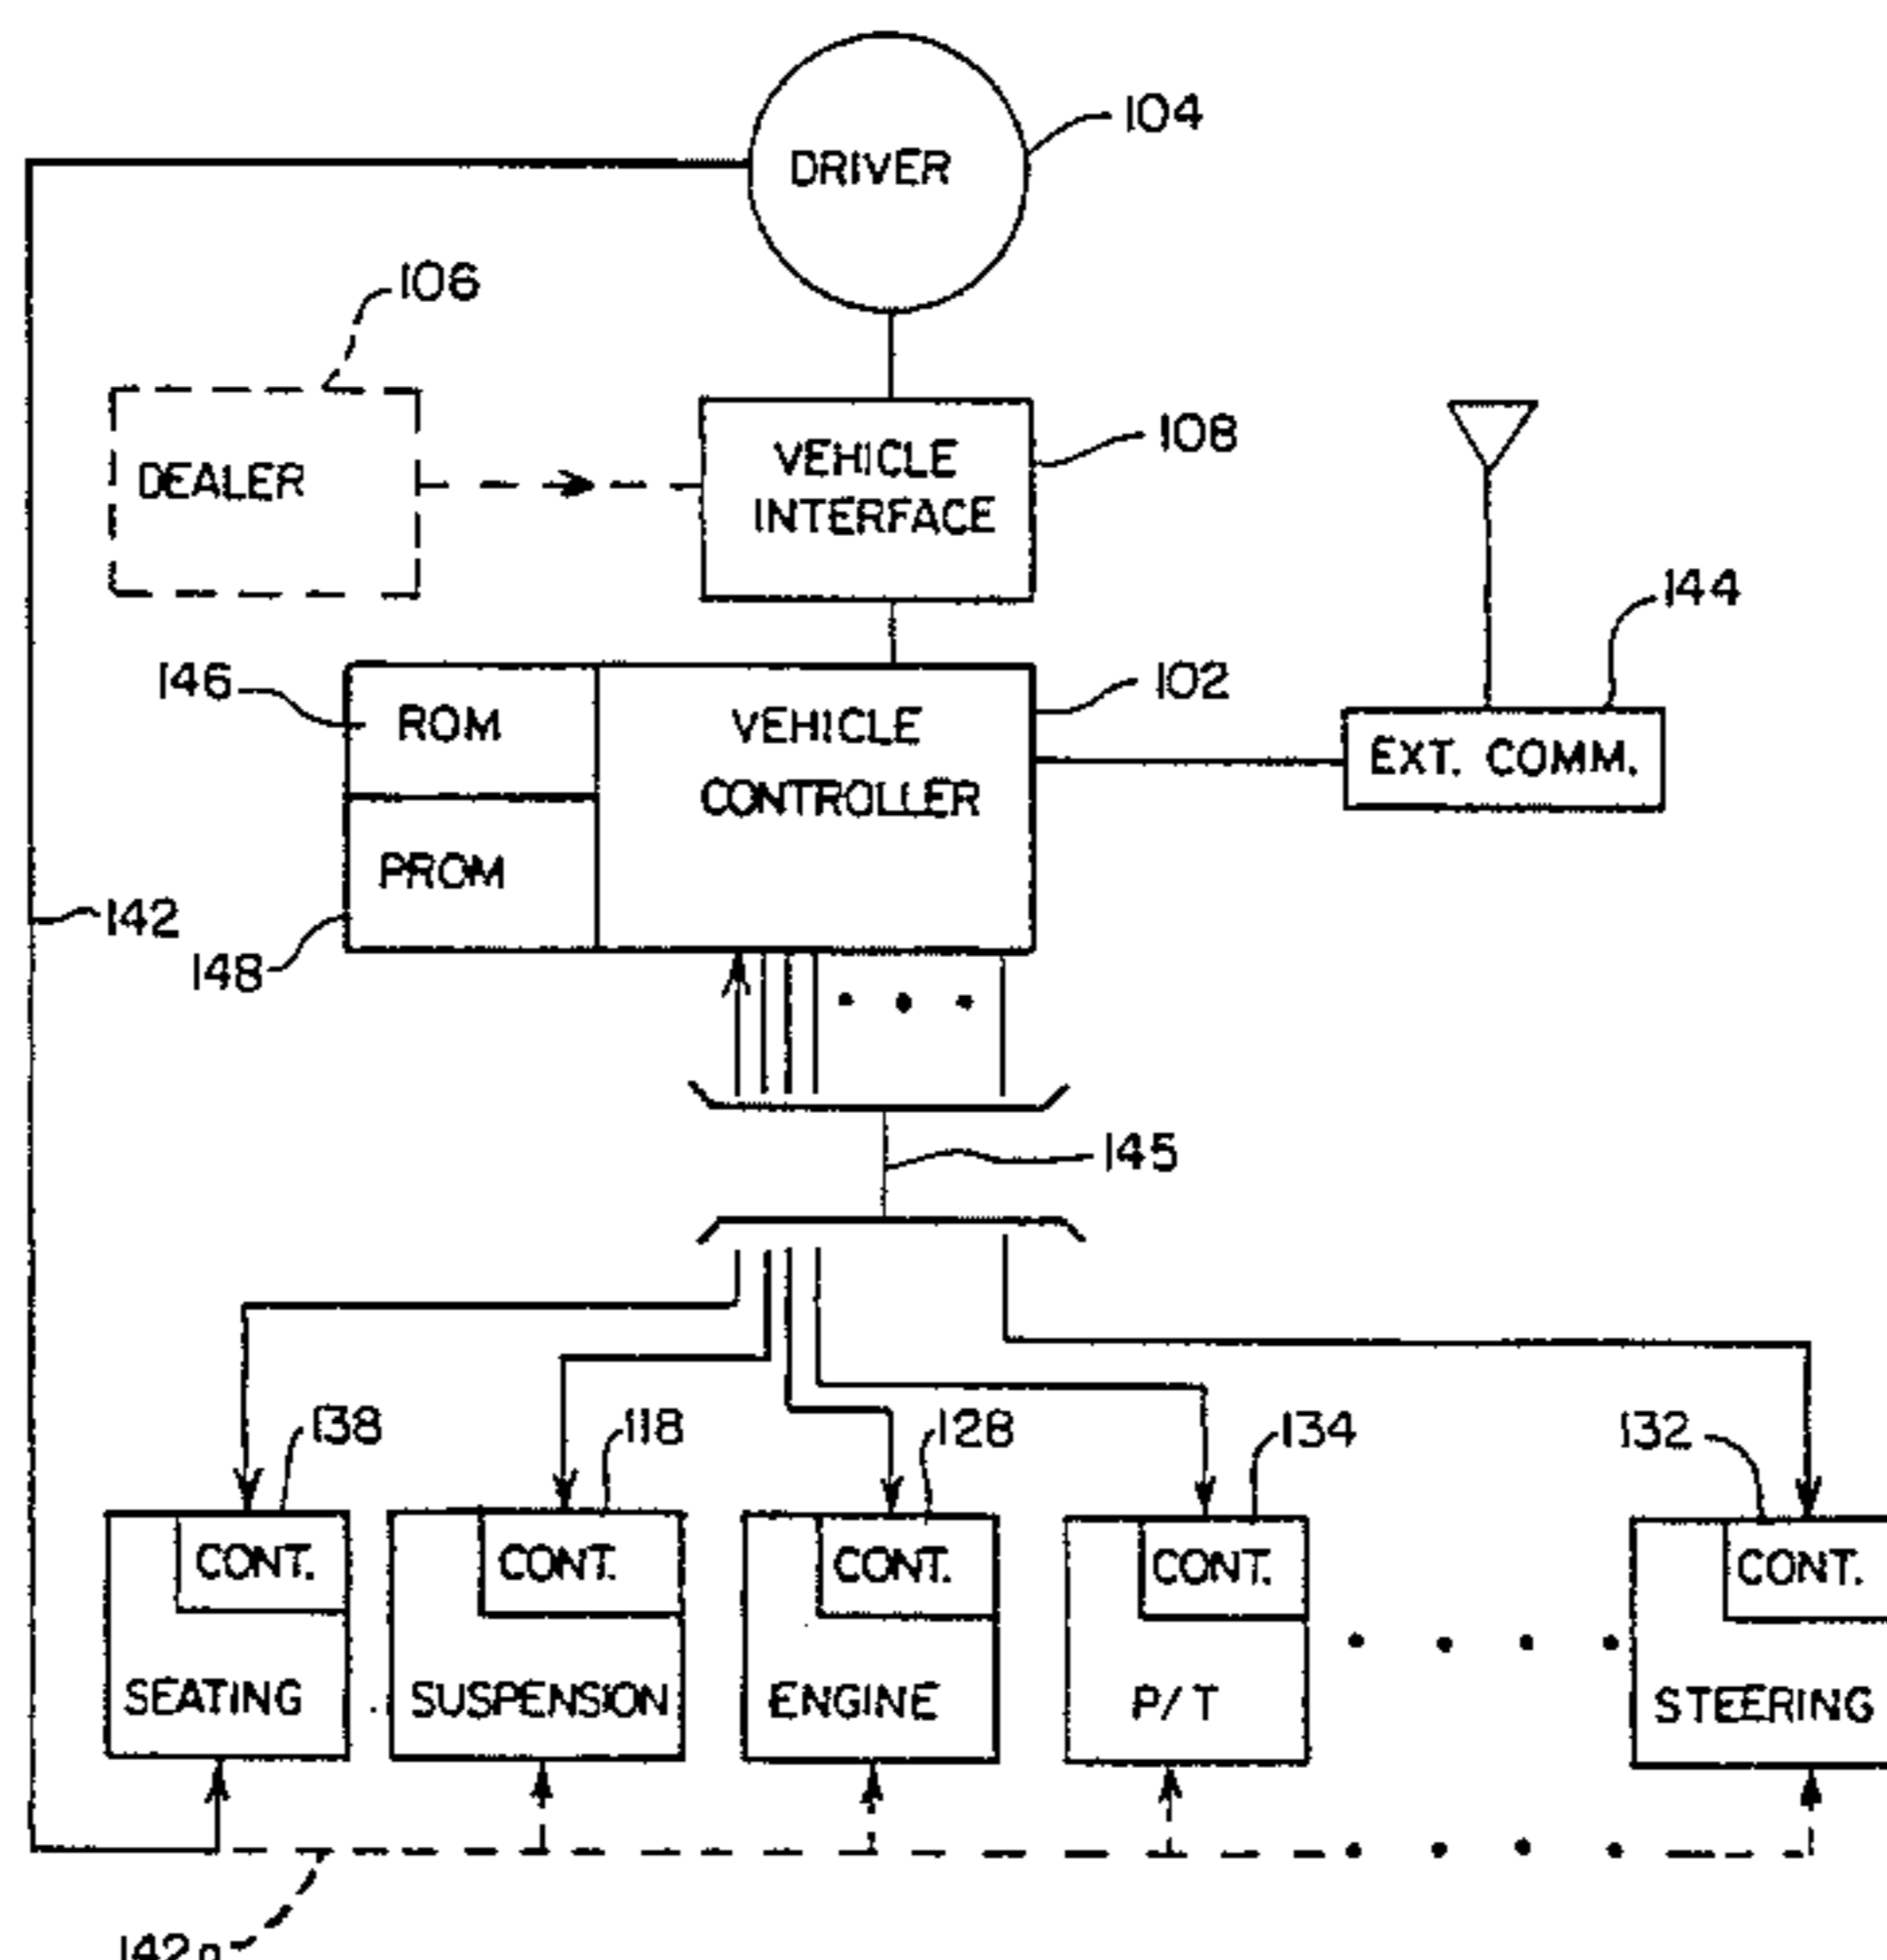 104
DRIVER
106
DEALER
VEHICLE
INTERFACE
108
144
146
ROM
VEHICLE
CONTROLLER
102
EXT. COMM.
PROM
142
148
145
138
118
128
134
132
CONT.
CONT.
CONT.
CONT.
CONT.
SEATING
SUSPENSION
ENGINE
P/T
STEERING
142a